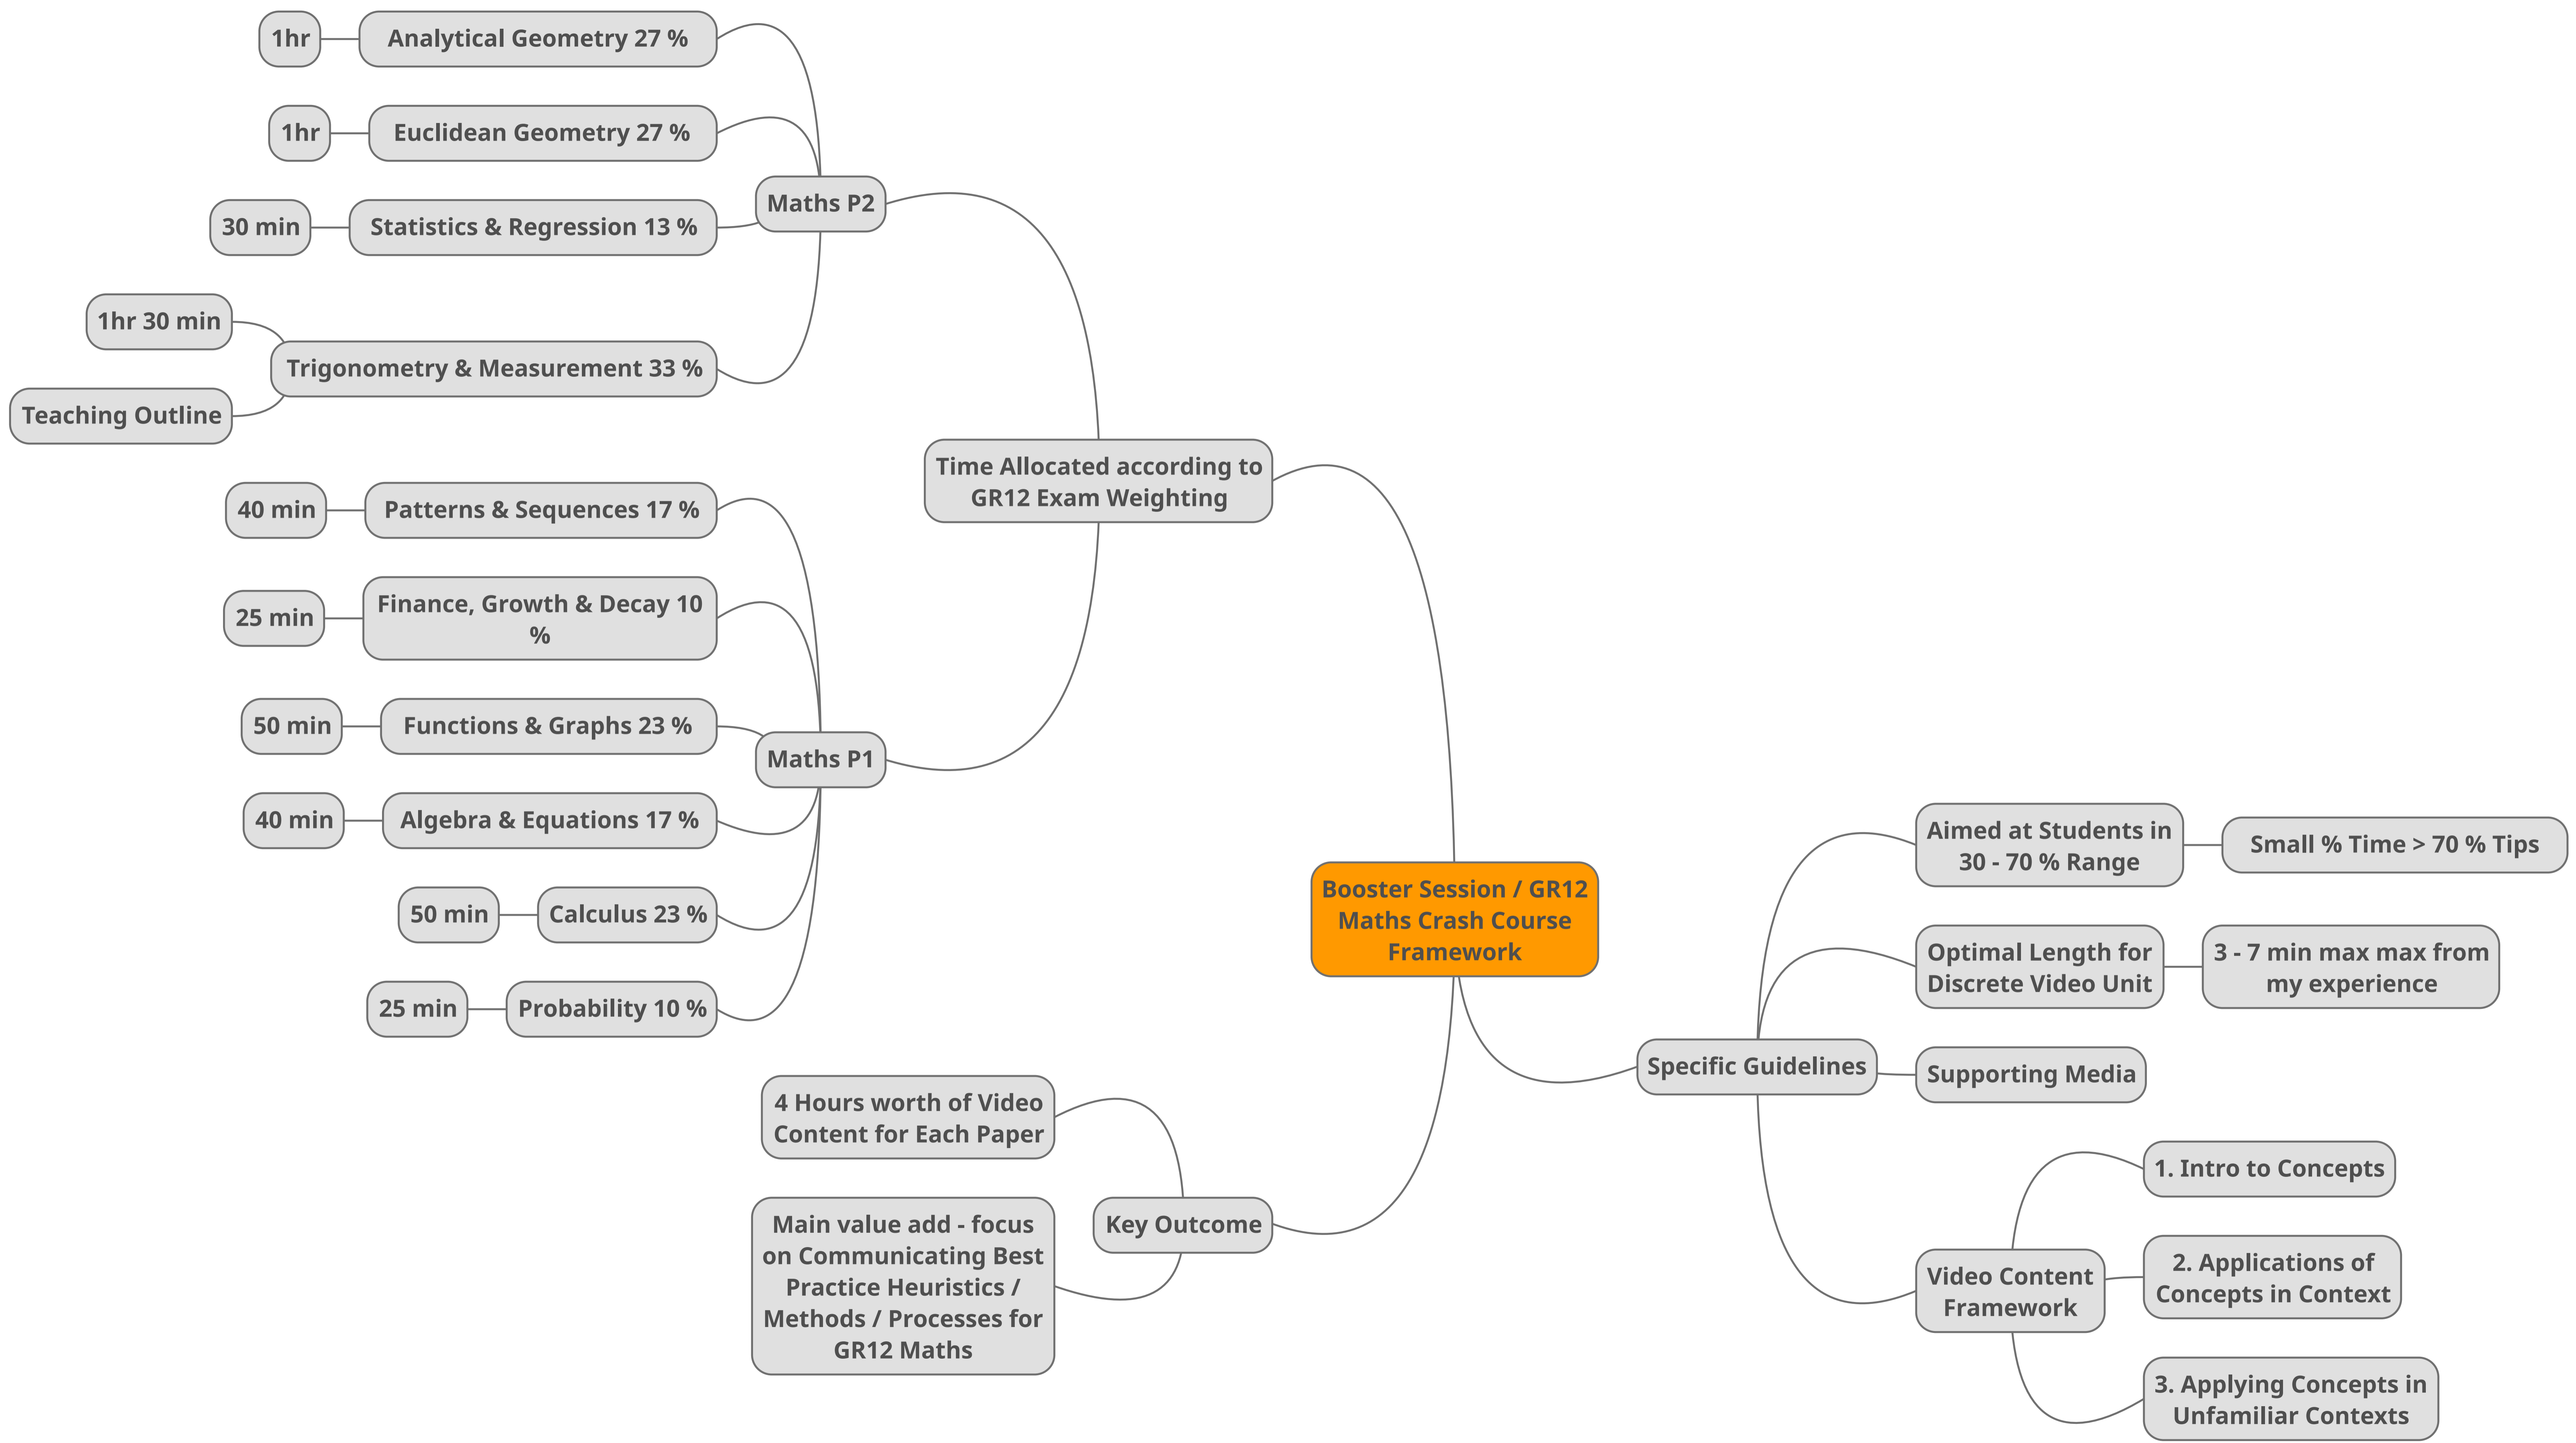 1hr
Analytical Geometry 27 %
1hr
Euclidean Geometry 27 %
30 min
Statistics & Regression 13 %
1hr 30 min
Trigonometry & Measurement 33 %
Teaching Outline
Maths P2
40 min
Patterns & Sequences 17 %
25 min
Finance, Growth & Decay 10
%
50 min
Functions & Graphs 23 %
40 min
Algebra & Equations 17 %
50 min
Calculus 23 %
25 min
Probability 10 %
Maths P1
Time Allocated according to
GR12 Exam Weighting
4 Hours worth of Video
Content for Each Paper
Main value add - focus
on Communicating Best
Practice Heuristics /
Methods / Processes for
GR12 Maths
Key Outcome
Booster Session / GR12
Maths Crash Course
Framework
Specific Guidelines
Aimed at Students in
30 - 70 % Range
Small % Time > 70 % Tips
Optimal Length for
Discrete Video Unit
3 - 7 min max max from
my experience
Supporting Media
Video Content
Framework
1. Intro to Concepts
2. Applications of
Concepts in Context
3. Applying Concepts in
Unfamiliar Contexts